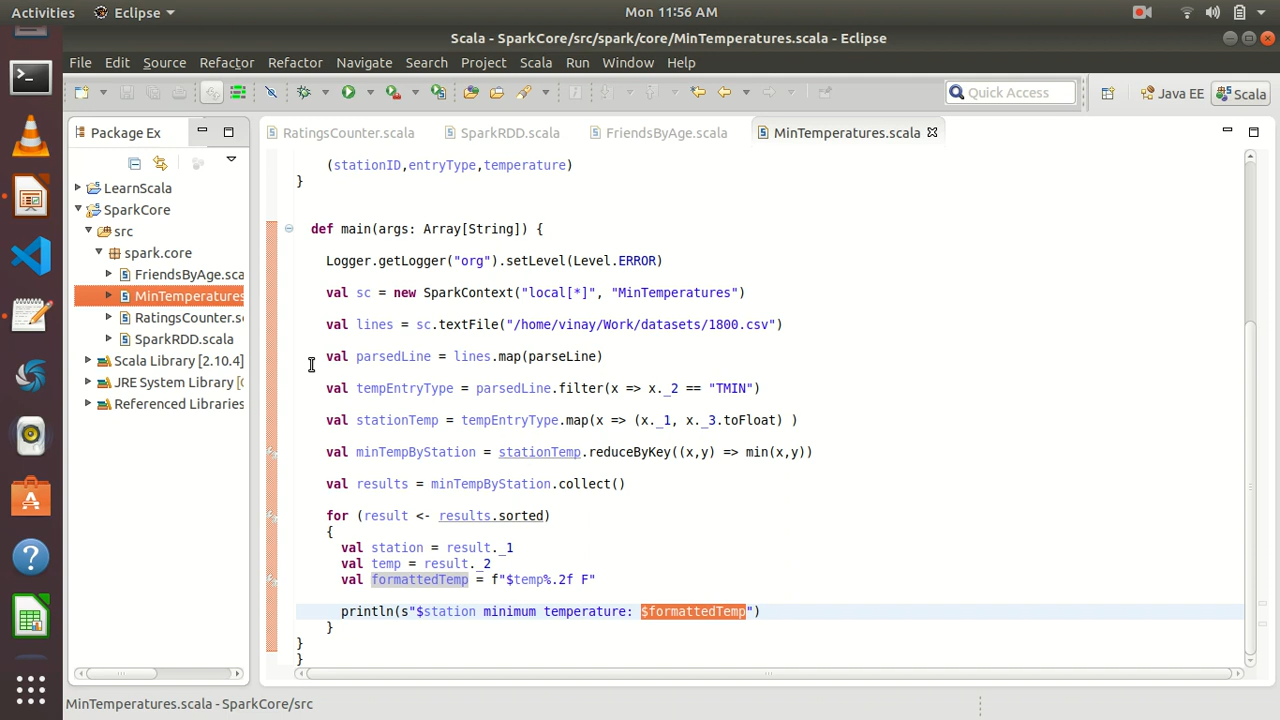 Activities
Eclipse
Mon 11:56 AM
Scala - SparkCore/src/spark/core/MinTemperatures.scala - Eclipse
File Edit Source Refactor Refactor Navigate Search Project Scala Run Window Help
Quick Access
Java EE
Scala
Package Ex
RatingsCounter.scala
SparkRDD.scala
FriendsByAge.scala
MinTemperatures.scala
LearnScala
SparkCore
src
spark.core
FriendsByAge.sca
MinTemperatures
RatingsCounter.sc
SparkRDD.scala
Scala Library [2.10.4]
JRE System Library [
Referenced Libraries
(stationID,entryType,temperature)
}
def main(args: Array[String]) {
Logger.getLogger("org").setLevel(Level.ERROR)
val sc = new SparkContext("local[*]", "MinTemperatures")
val lines = sc.textFile("/home/vinay/Work/datasets/1800.csv")
val parsedLine = lines.map(parseLine)
val tempEntryType = parsedLine.filter(x => x._2 == "TMIN")
val stationTemp = tempEntryType.map(x => (x._1, x._3.toFloat) )
val minTempByStation = stationTemp.reduceByKey((x,y) => min(x,y))
val results = minTempByStation.collect()
for (result <- results.sorted)
{
val station = result._1
val temp = result._2
val formattedTemp = f"$temp%.2f F"
println(s"$station minimum temperature: $formattedTemp")
}
}
}
MinTemperatures.scala - SparkCore/src